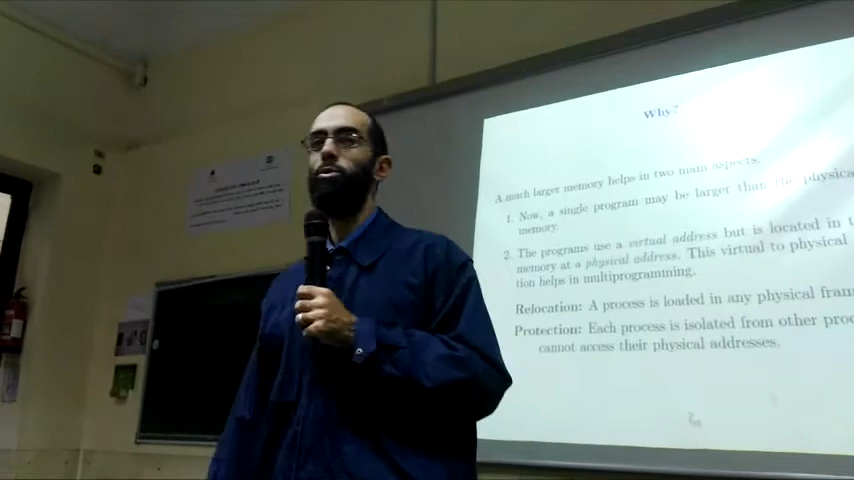 Why?
A much larger memory helps in two main aspects.
1. Now, a single program may be larger than the physical
memory.
2. The programs use a virtual address but is located in
memory at a physical address. This virtual to physical
tion helps in multiprogramming.
Relocation: A process is loaded in any physical
Protection: Each process is isolated from other
cannot access their physical addresses.